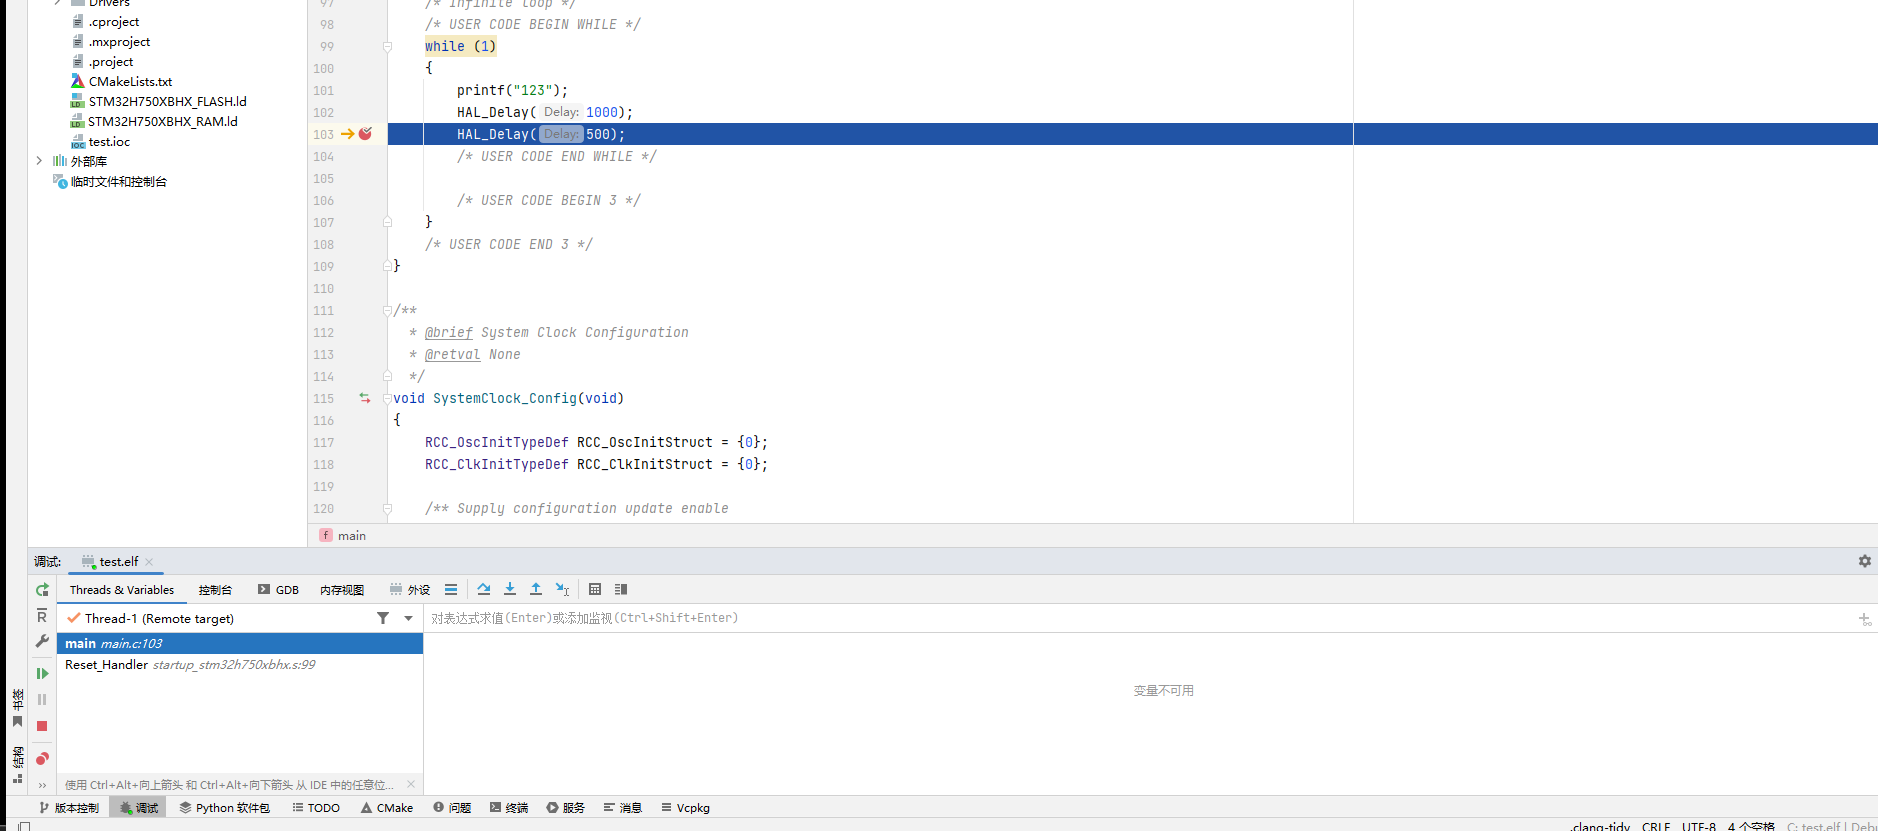 Drivers
.cproject
.mxproject
.project
CMakeLists.txt
STM32H750XBHX_FLASH.ld
STM32H750XBHX_RAM.ld
test.ioc
外部库
临时文件和控制台
97 /* Infinite loop */
98 /* USER CODE BEGIN WHILE */
99 while (1)
100 {
101 printf("123");
102 HAL_Delay( Delay: 1000);
103 HAL_Delay( Delay: 500);
104 /* USER CODE END WHILE */
105
106 /* USER CODE BEGIN 3 */
107 }
108 /* USER CODE END 3 */
109 }
110
111 /**
112 * @brief System Clock Configuration
113 * @retval None
114 */
115 void SystemClock_Config(void)
116 {
117 RCC_OscInitTypeDef RCC_OscInitStruct = {0};
118 RCC_ClkInitTypeDef RCC_ClkInitStruct = {0};
119
120 /** Supply configuration update enable
f main
调试: test.elf
Threads & Variables 控制台 GDB 内存视图 外设
Thread-1 (Remote target)
对表达式求值(Enter)或添加监视(Ctrl+Shift+Enter)
main main.c:103
Reset_Handler startup_stm32h750xbhx.s:99
变量不可用
书签
结构
使用 Ctrl+Alt+向上箭头 和 Ctrl+Alt+向下箭头 从 IDE 中的任意位...
版本控制 调试 Python 软件包 TODO CMake 问题 终端 服务 消息 Vcpkg
.clang-tidy CRLF UTF-8 4 个空格 C: test.elf | Debu